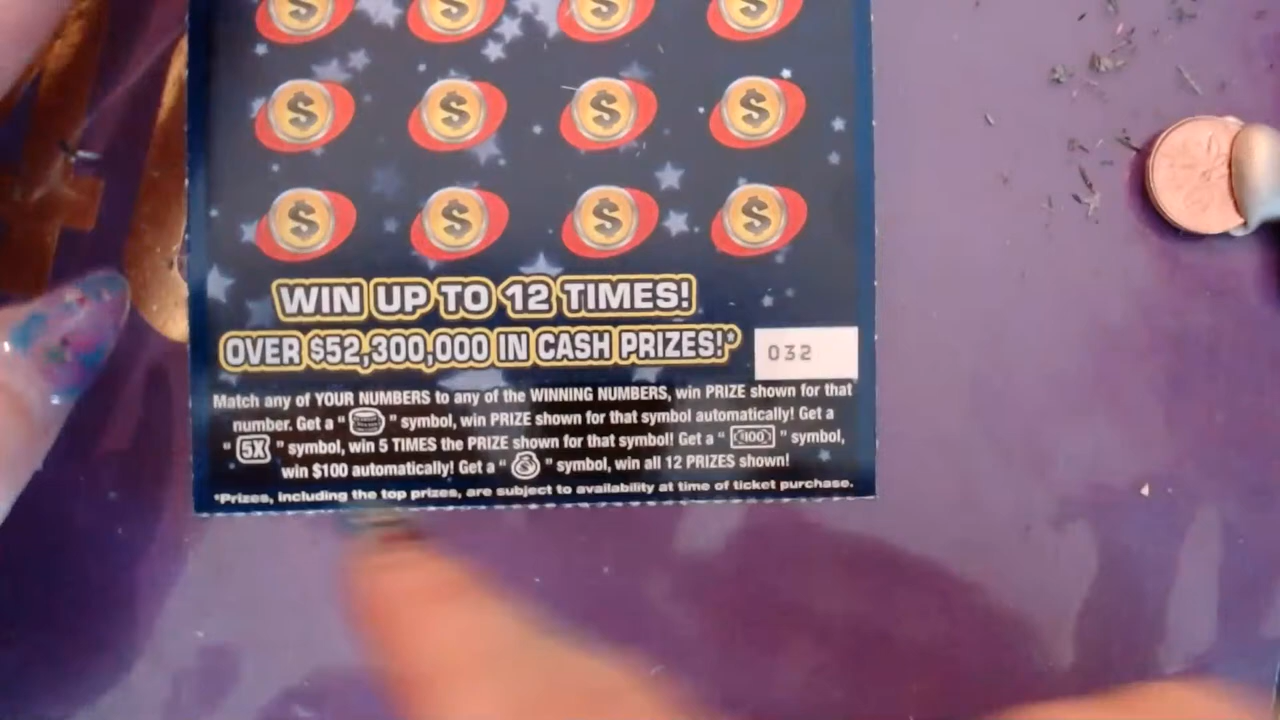 $ $ $ $
$ $ $ $
$ $ $ $
WIN UP TO 12 TIMES!
OVER $52,300,000 IN CASH PRIZES!*
032
Match any of YOUR NUMBERS to any of the WINNING NUMBERS, win PRIZE shown for that
number. Get a " " symbol, win PRIZE shown for that symbol automatically! Get a
" 5X " symbol, win 5 TIMES the PRIZE shown for that symbol! Get a " $100 " symbol,
win $100 automatically! Get a " " symbol, win all 12 PRIZES shown!
*Prizes, including the top prizes, are subject to availability at time of ticket purchase.